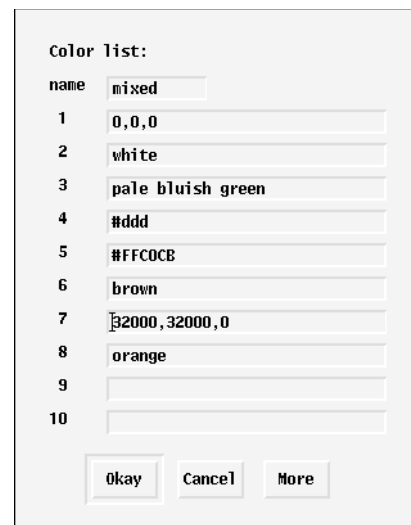 Color list:
name mixed
1 0,0,0
2 white
3 pale bluish green
4 #ddd
5 #FFC0CB
6 brown
7 32000,32000,0
8 orange
9
10
Okay Cancel More